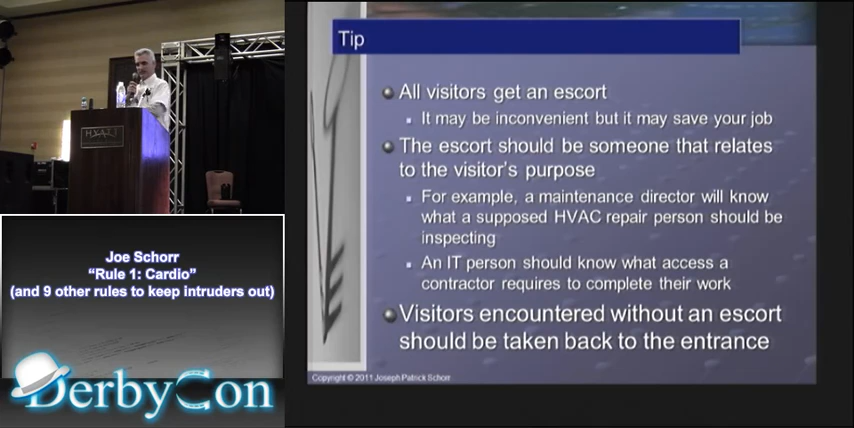 HYATT
Joe Schorr
“Rule 1: Cardio”
(and 9 other rules to keep intruders out)
DerbyCon
Tip
All visitors get an escort
It may be inconvenient but it may save your job
The escort should be someone that relates
to the visitor's purpose
For example, a maintenance director will know
what a supposed HVAC repair person should be
inspecting
An IT person should know what access a
contractor requires to complete their work
Visitors encountered without an escort
should be taken back to the entrance
Copyright © 2011 Joseph Patrick Schorr